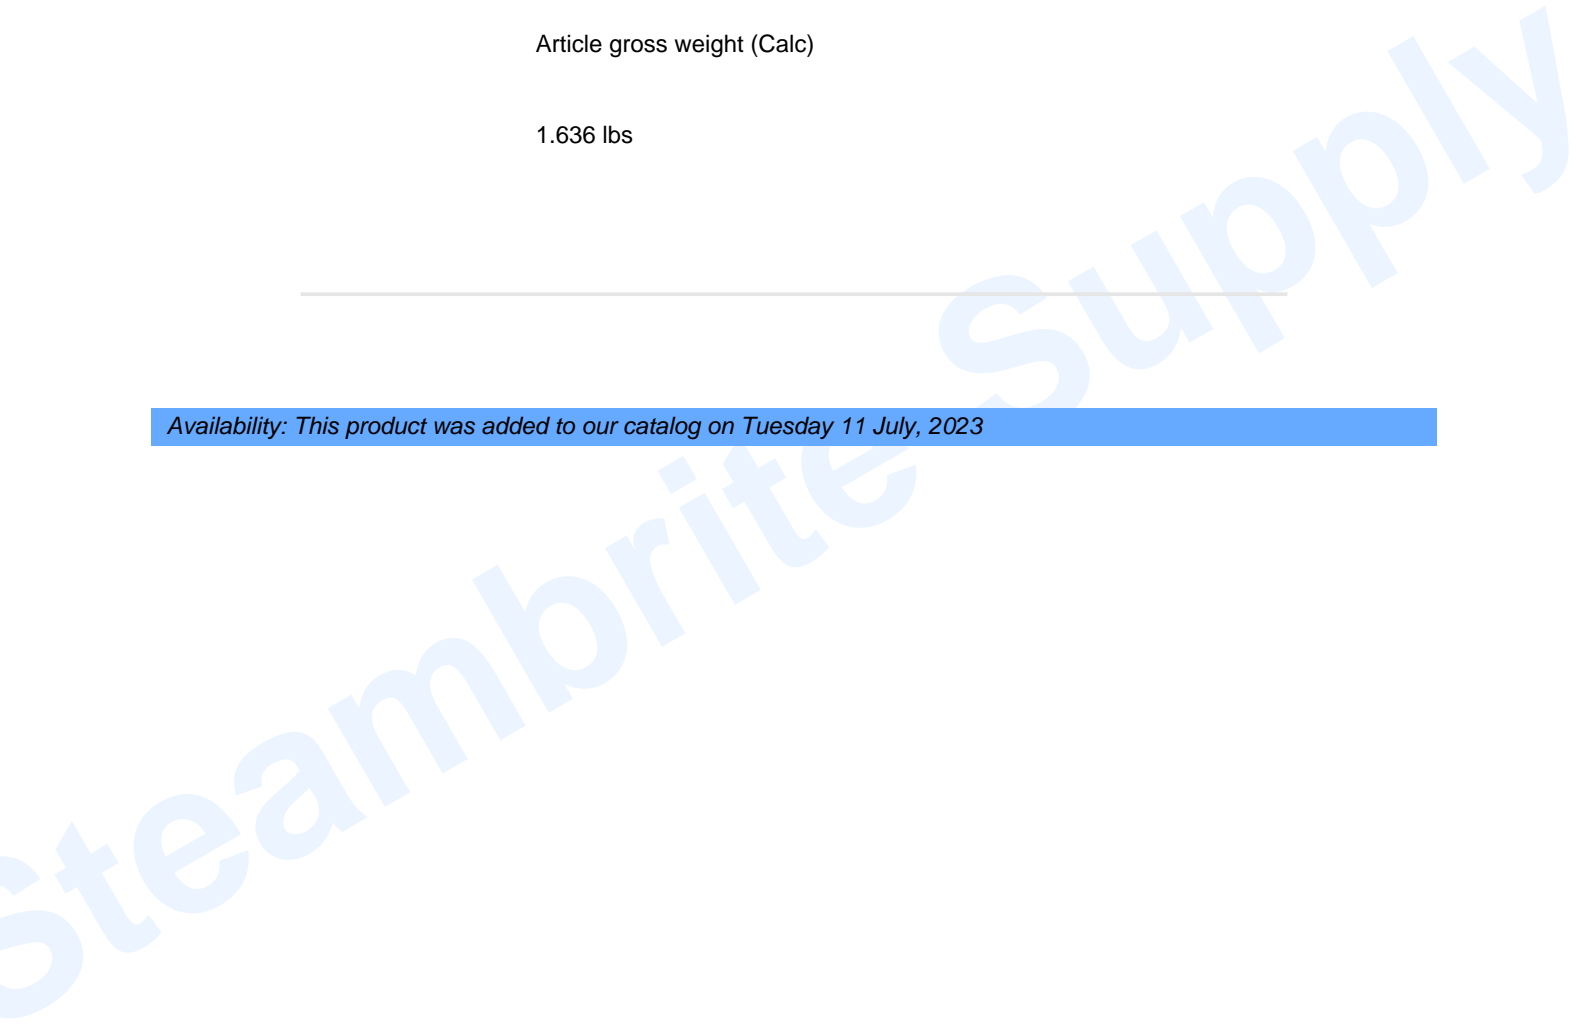 Article gross weight (Calc)
1.636 lbs
Availability: This product was added to our catalog on Tuesday 11 July, 2023
Steambrite Supply